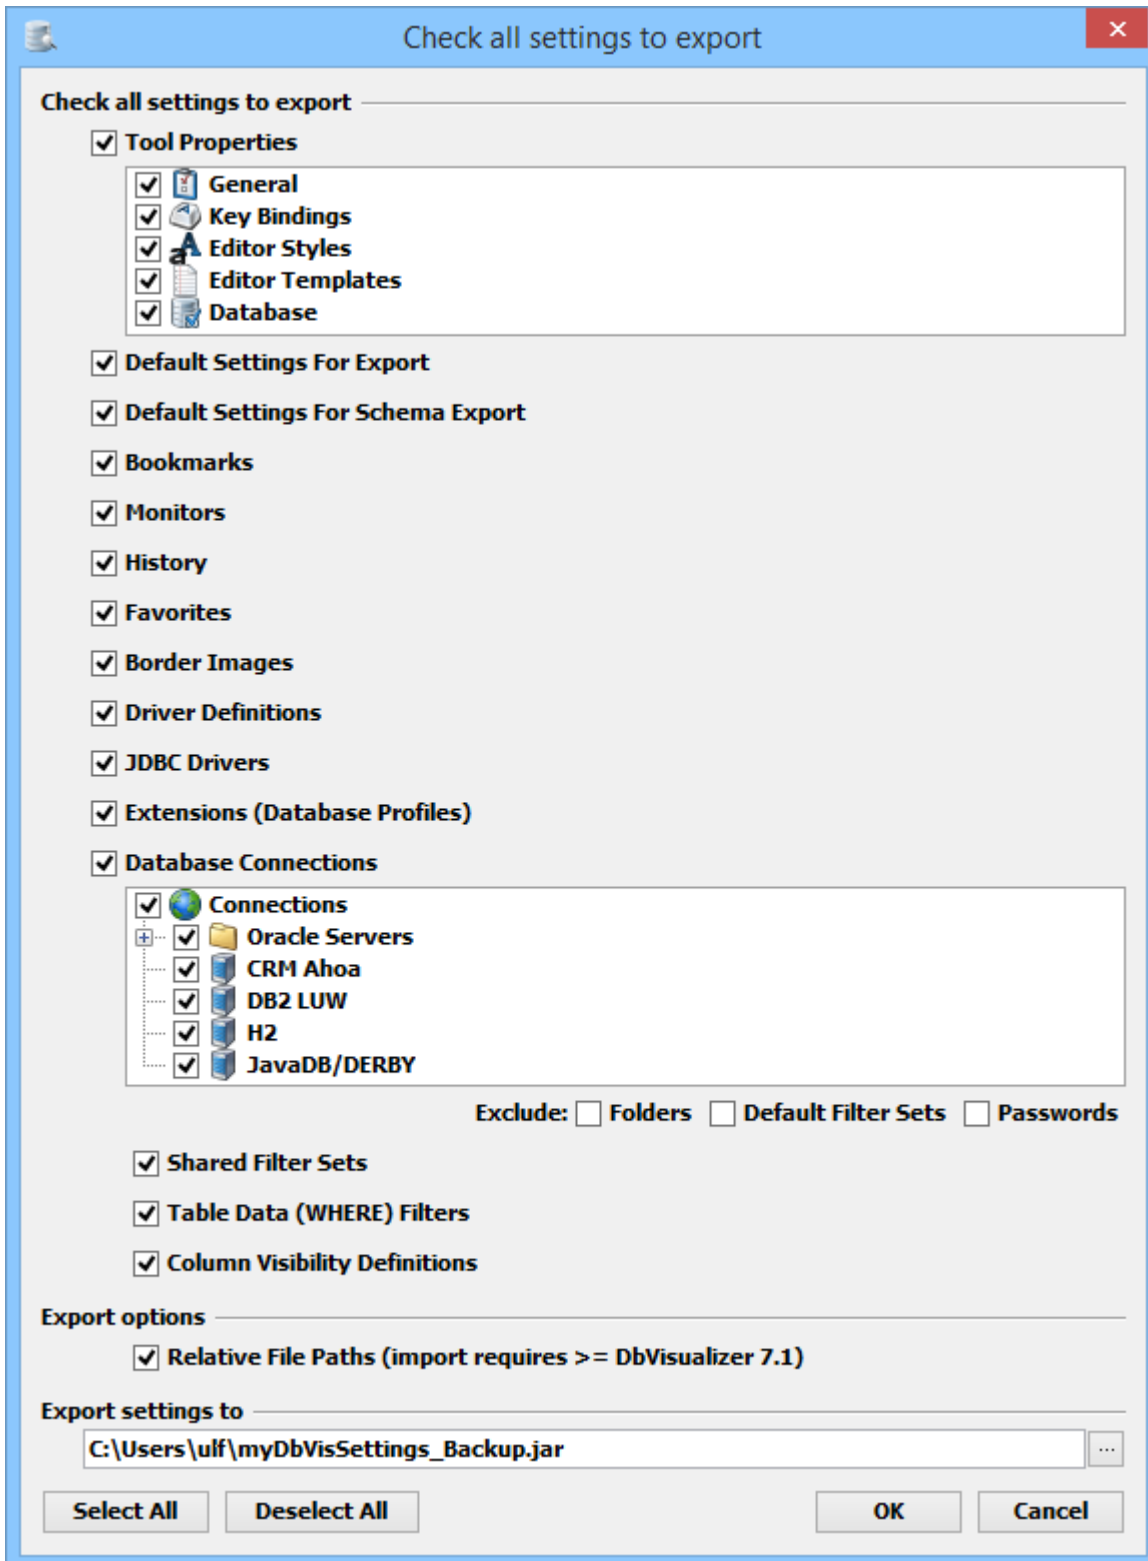 Check all settings to export
Check all settings to export
Tool Properties
General
Key Bindings
Editor Styles
Editor Templates
Database
Default Settings For Export
Default Settings For Schema Export
Bookmarks
Monitors
History
Favorites
Border Images
Driver Definitions
JDBC Drivers
Extensions (Database Profiles)
Database Connections
Connections
Oracle Servers
CRM Ahoa
DB2 LUW
H2
JavaDB/DERBY
Exclude: Folders Default Filter Sets Passwords
Shared Filter Sets
Table Data (WHERE) Filters
Column Visibility Definitions
Export options
Relative File Paths (import requires >= DbVisualizer 7.1)
Export settings to
C:\Users\ulf\myDbVisSettings_Backup.jar ...
Select All Deselect All OK Cancel